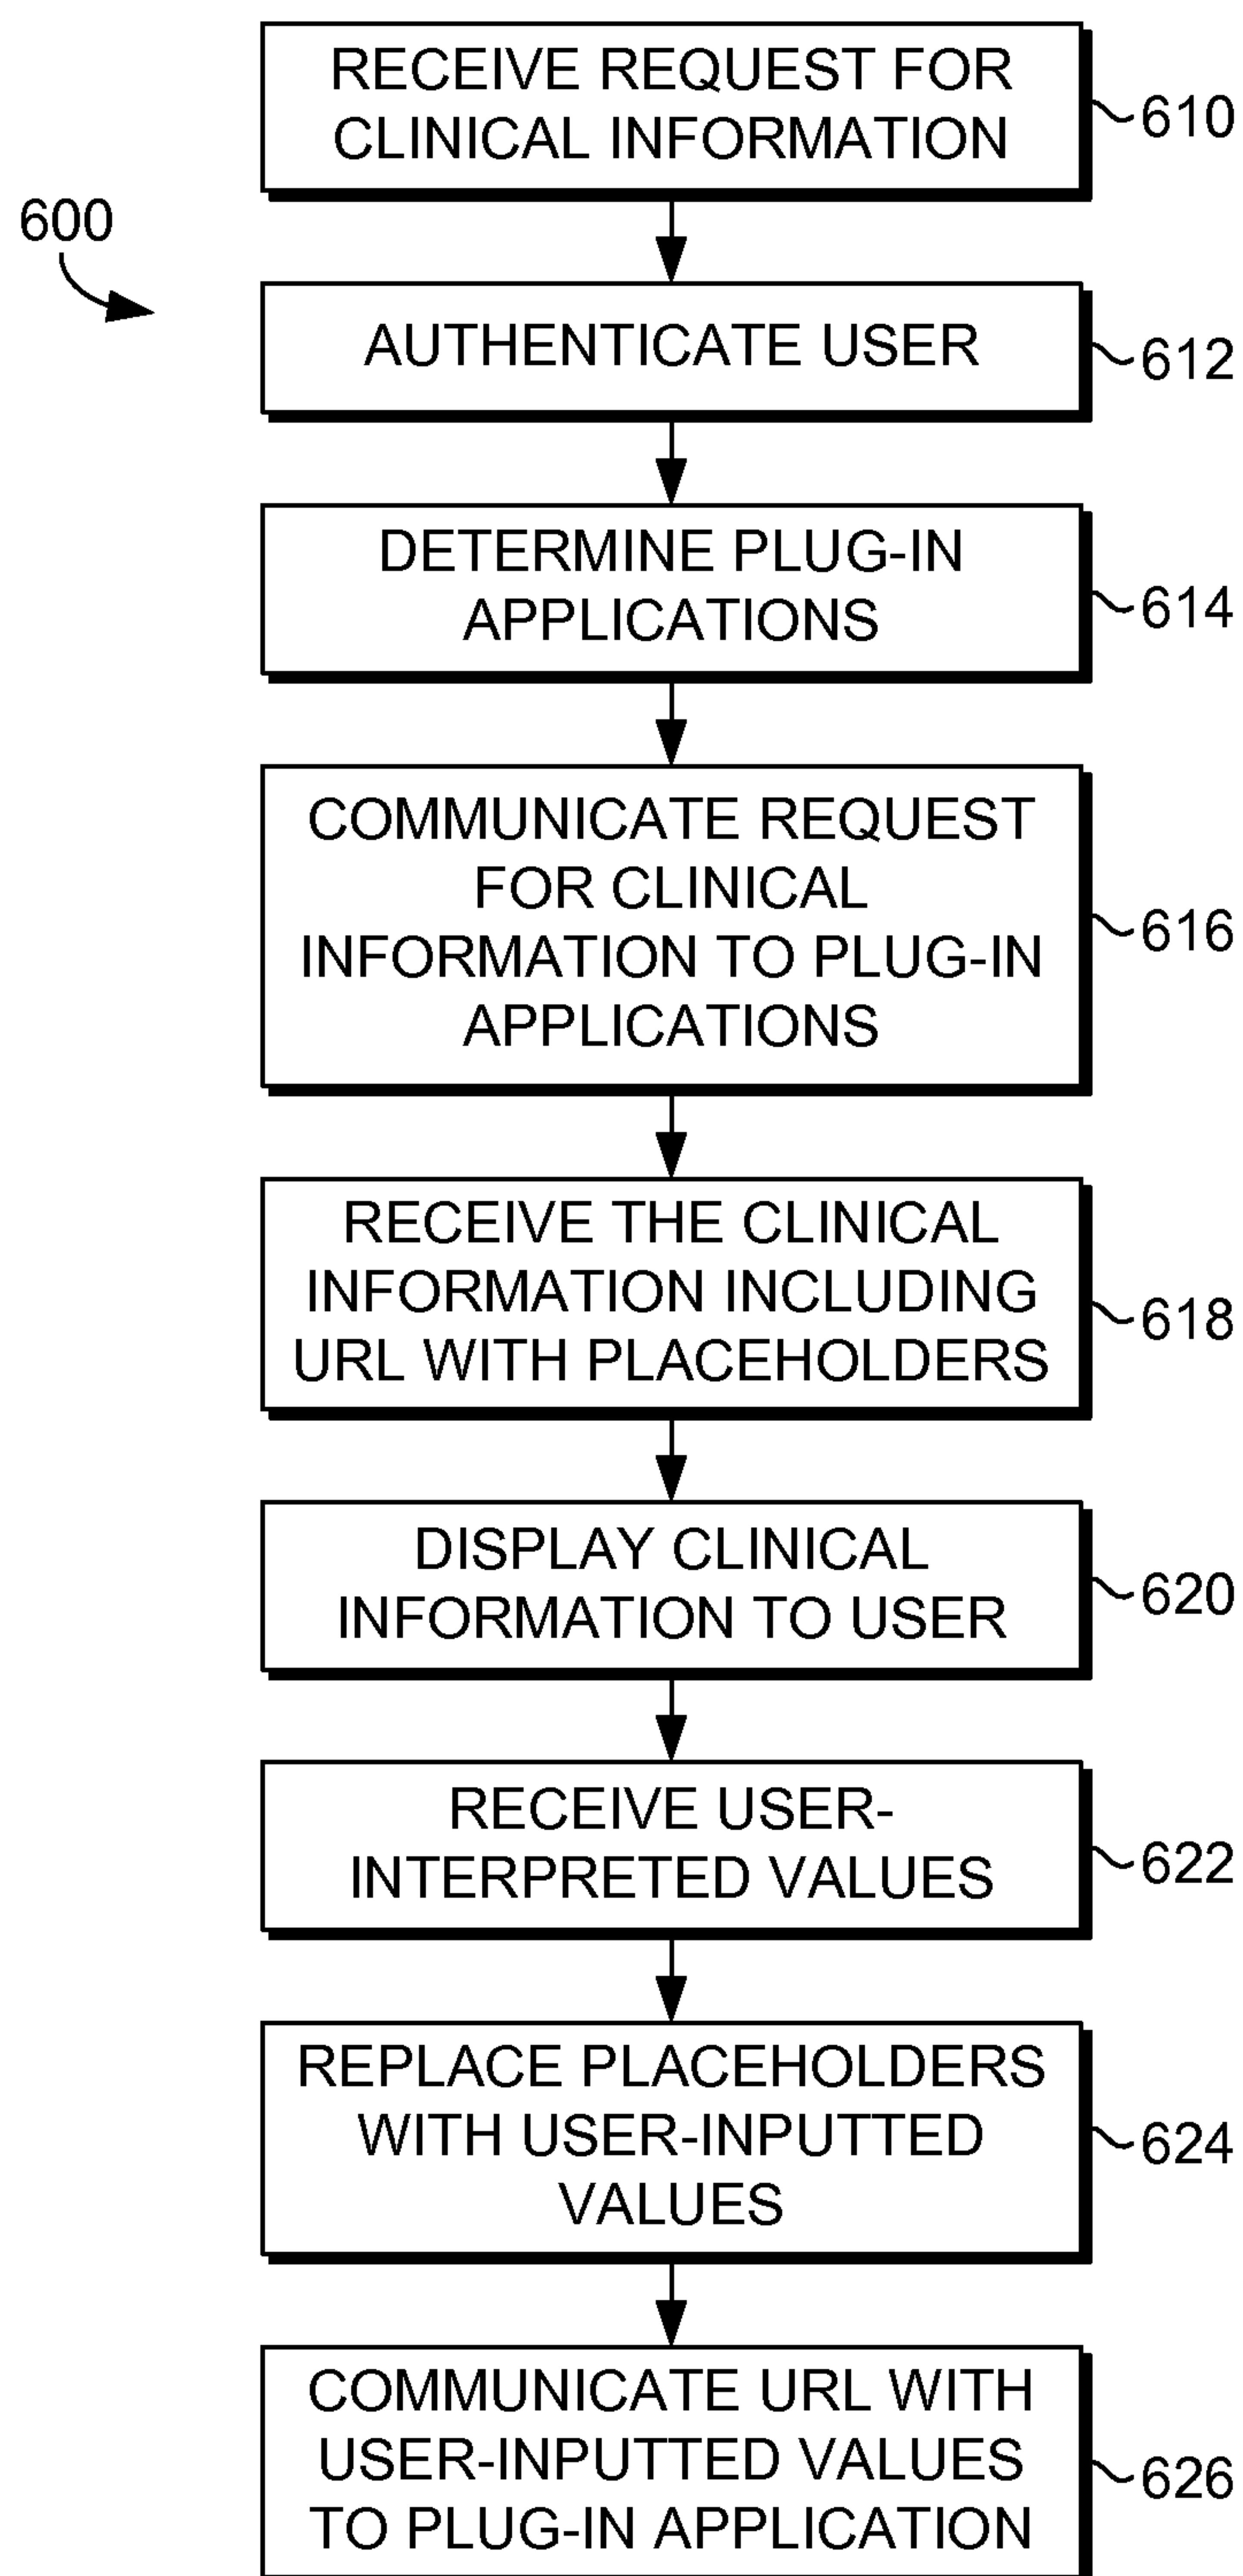 RECEIVE REQUEST FOR
CLINICAL INFORMATION
610
600
AUTHENTICATE USER
612
DETERMINE PLUG-IN
APPLICATIONS
614
COMMUNICATE REQUEST
FOR CLINICAL
INFORMATION TO PLUG-IN
APPLICATIONS
616
RECEIVE THE CLINICAL
INFORMATION INCLUDING
URL WITH PLACEHOLDERS
618
DISPLAY CLINICAL
INFORMATION TO USER
620
RECEIVE USER-
INTERPRETED VALUES
622
REPLACE PLACEHOLDERS
WITH USER-INPUTTED
VALUES
624
COMMUNICATE URL WITH
USER-INPUTTED VALUES
TO PLUG-IN APPLICATION
626